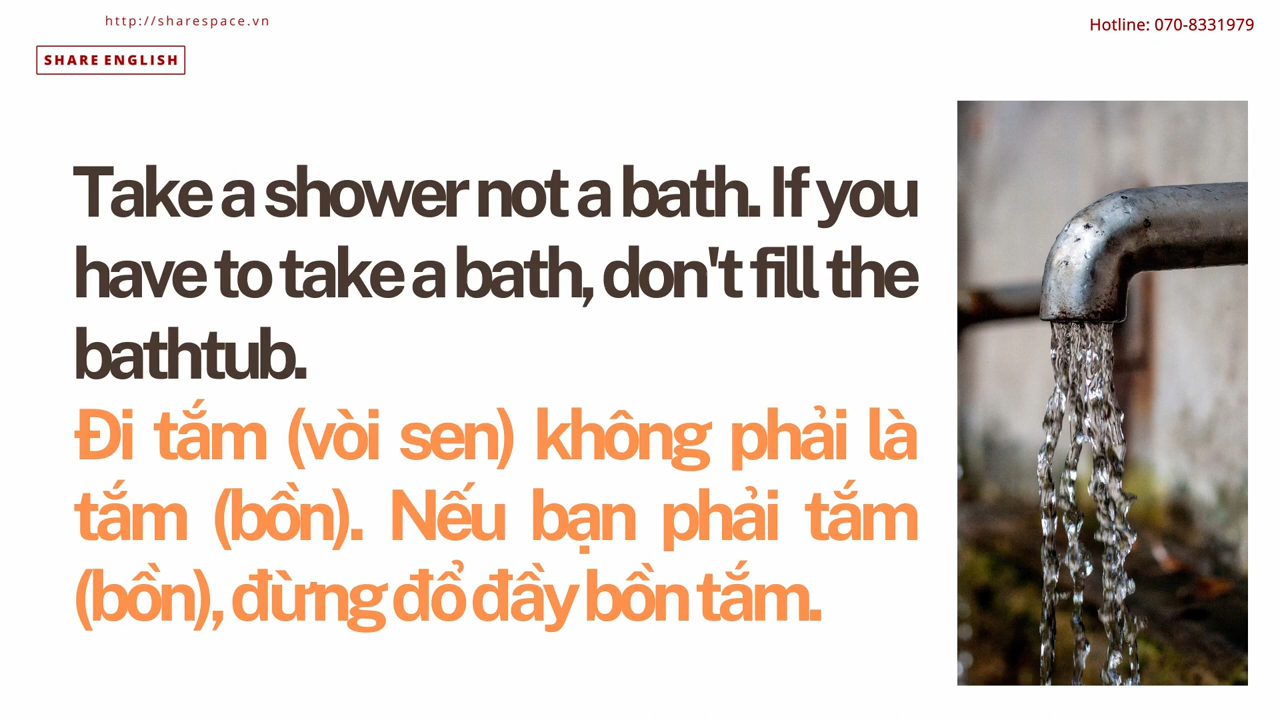 http://sharespace.vn
Hotline: 070-8331979
SHARE ENGLISH
Take a shower not a bath. If you
have to take a bath, don't fill the
bathtub.
Đi tắm (vòi sen) không phải là
tắm (bồn). Nếu bạn phải tắm
(bồn), đừng đổ đầy bồn tắm.